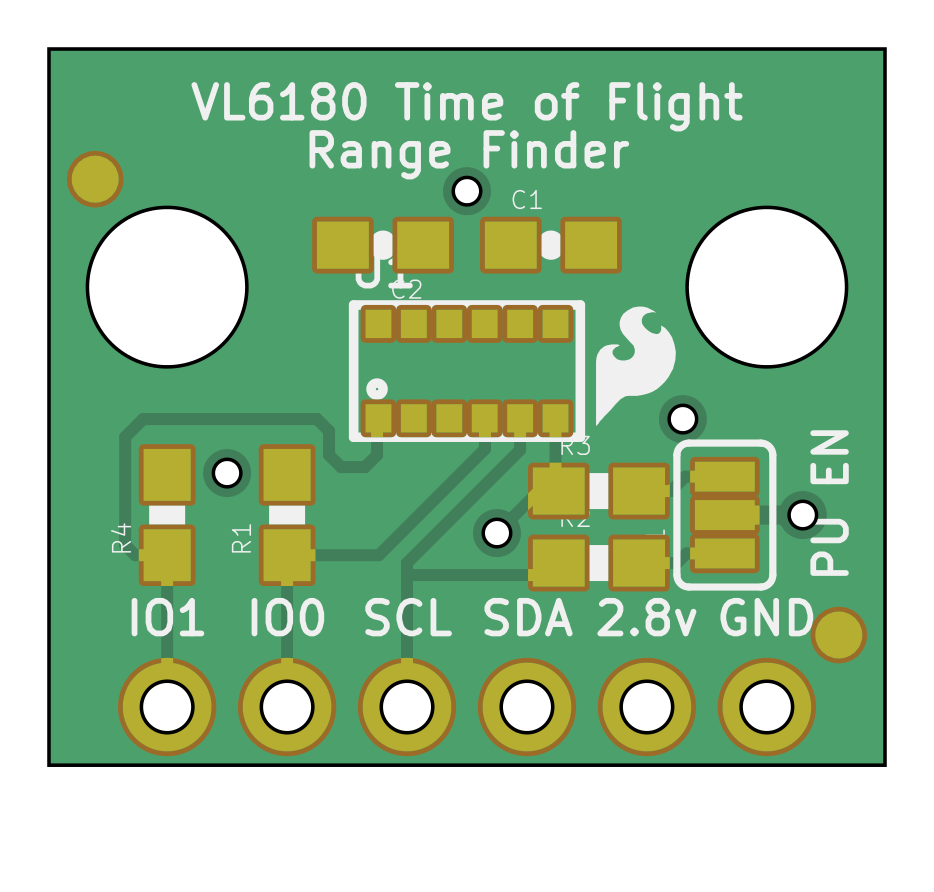 VL6180 Time of Flight
Range Finder
C1
J1
C2
R3
R2
PU EN
R4
R1
IO1 IO0 SCL SDA 2.8v GND